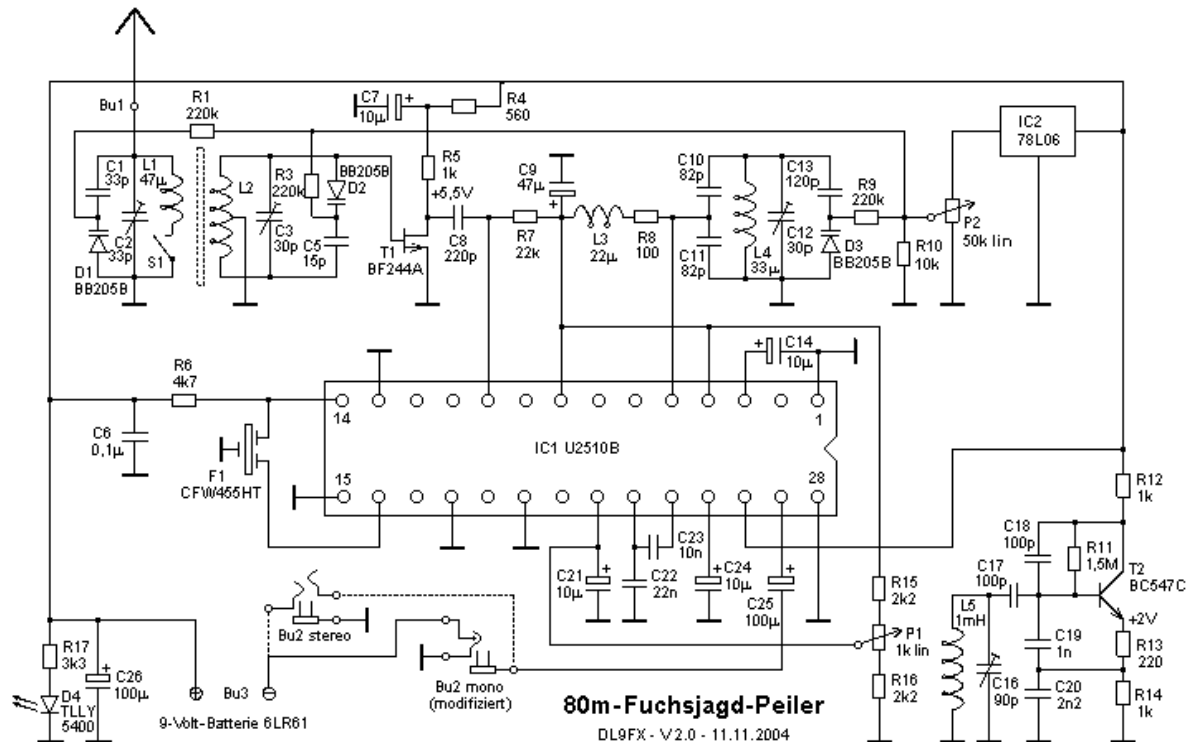 Bu1
R1
220k
C7
10µ
+
R4
560
IC2
78L06
C1
33p
L1
47µ
L2
R3
220k
BB205B
D2
R5
1k
+5,5V
C9
47µ
+
C10
82p
C13
120p
R9
220k
P2
50k lin
C2
33p
S1
C3
30p
C5
15p
T1
BF244A
C8
220p
R7
22k
L3
22µ
R8
100
C11
82p
L4
33µ
C12
30p
D3
BB205B
R10
10k
D1
BB205B
+
C14
10µ
R6
4k7
14
1
C6
0,1µ
F1
CFW455HT
IC1 U2510B
15
28
R12
1k
C23
10n
C21
10µ
+
C22
22n
+
C24
10µ
+
C25
100µ
C18
100p
R11
1,5M
C17
100p
T2
BC547C
R15
2k2
L5
1mH
+2V
Bu2 stereo
P1
1k lin
C19
1n
R13
220
R17
3k3
+
C26
100µ
Bu3
Bu2 mono
(modifiziert)
R16
2k2
C16
90p
C20
2n2
R14
1k
D4
TLLY
5400
9-Volt-Batterie 6LR61
80m-Fuchsjagd-Peiler
DL9FX - V 2.0 - 11.11.2004